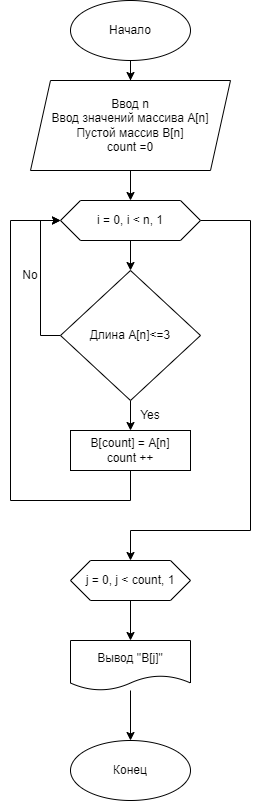 Начало
Ввод n
Ввод значений массива A[n]
Пустой массив B[n]
count =0
i = 0, i < n, 1
No
Длина A[n]<=3
Yes
B[count] = A[n]
count ++
j = 0, j < count, 1
Вывод "B[j]"
Конец